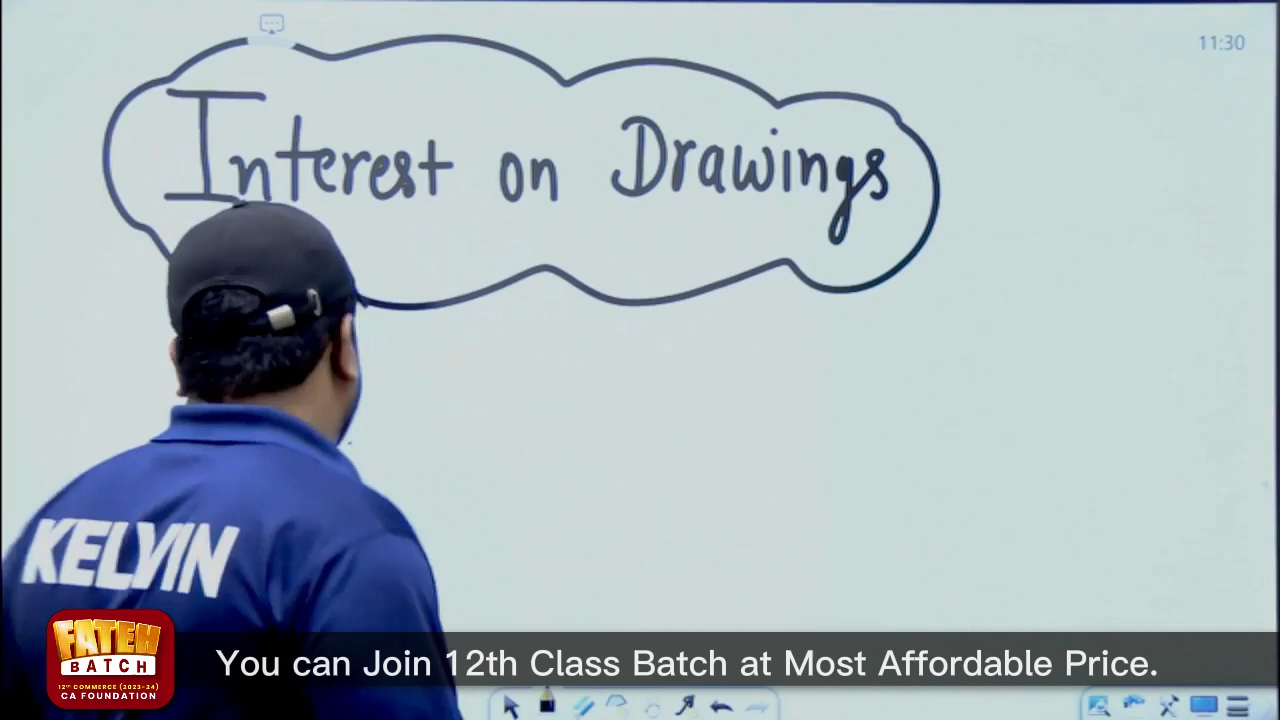 11:30
Interest on Drawings
KELVIN
FATEH
BATCH
12TH COMMERCE (2023-24)
CA FOUNDATION
You can Join 12th Class Batch at Most Affordable Price.